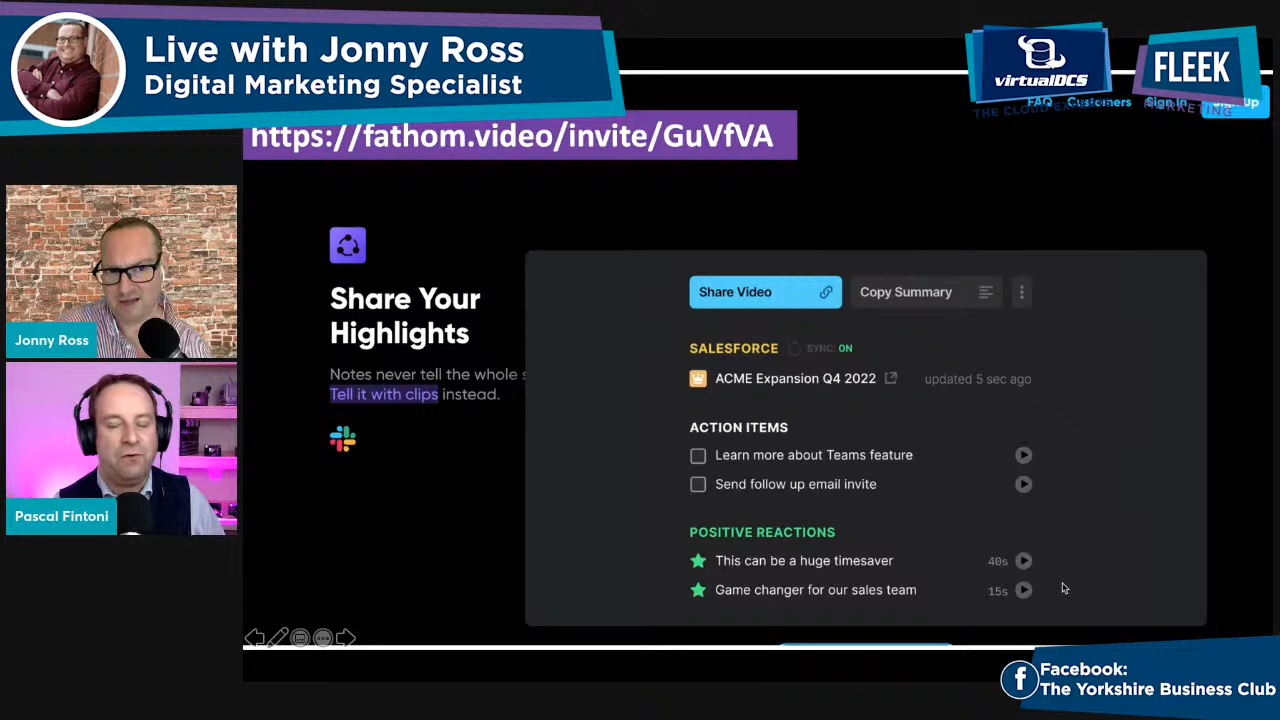 Live with Jonny Ross
Digital Marketing Specialist
virtualDCS
THE CLOUD
FLEEK
MARKETING
FAQ Customers Sign In Up
https://fathom.video/invite/GuVfVA
Share Your
Highlights
Notes never tell the whole s
Tell it with clips instead.
Share Video
Copy Summary
SALESFORCE SYNC: ON
ACME Expansion Q4 2022 updated 5 sec ago
ACTION ITEMS
Learn more about Teams feature
Send follow up email invite
POSITIVE REACTIONS
This can be a huge timesaver 40s
Game changer for our sales team 15s
Jonny Ross
Pascal Fintoni
Facebook:
The Yorkshire Business Club